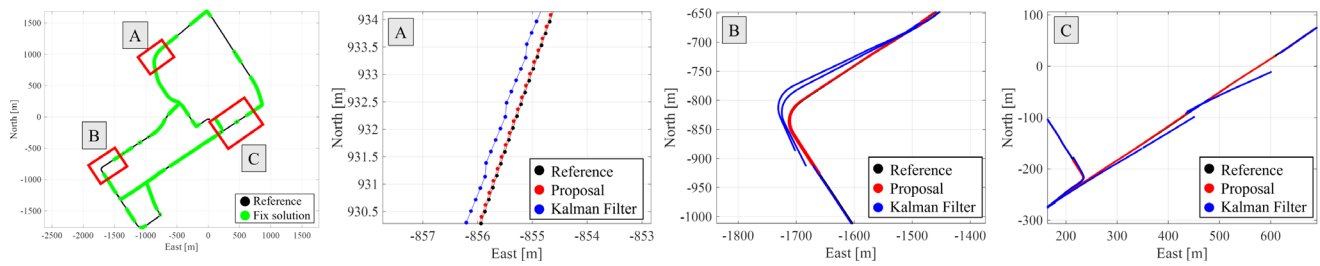 A
B
C
1500
1000
500
0
-500
-1000
-1500
North [m]
-2500 -2000 -1500 -1000 -500 0 500 1000 1500
East [m]
Reference
Fix solution
A
934
933.5
933
932.5
932
931.5
931
930.5
North [m]
-857 -856 -855 -854 -853
East [m]
Reference
Proposal
Kalman Filter
B
-650
-700
-750
-800
-850
-900
-950
-1000
North [m]
-1800 -1700 -1600 -1500 -1400
East [m]
Reference
Proposal
Kalman Filter
C
0
-100
-200
-300
North [m]
200 300 400 500 600
East [m]
Reference
Proposal
Kalman Filter